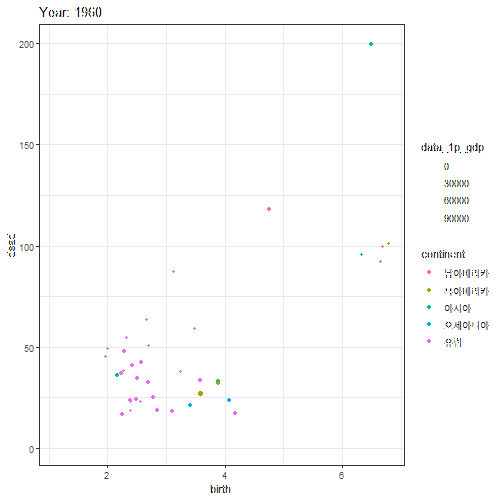 Year: 1960
200
150
100
50
0
dead
2
4
6
birth
data_1p_gdp
0
30000
60000
90000
continent
남아메리카
북아메리카
아시아
오세아니아
유럽